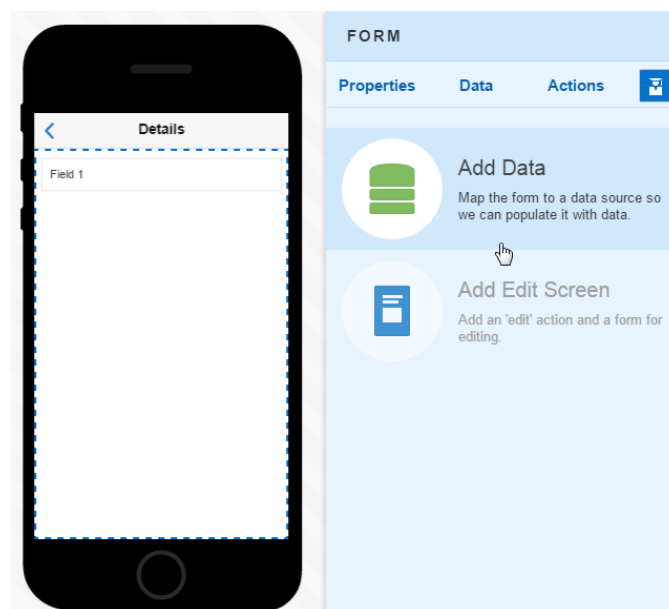 Details
Field 1
FORM
Properties Data Actions
Add Data
Map the form to a data source so
we can populate it with data.
Add Edit Screen
Add an 'edit' action and a form for
editing.